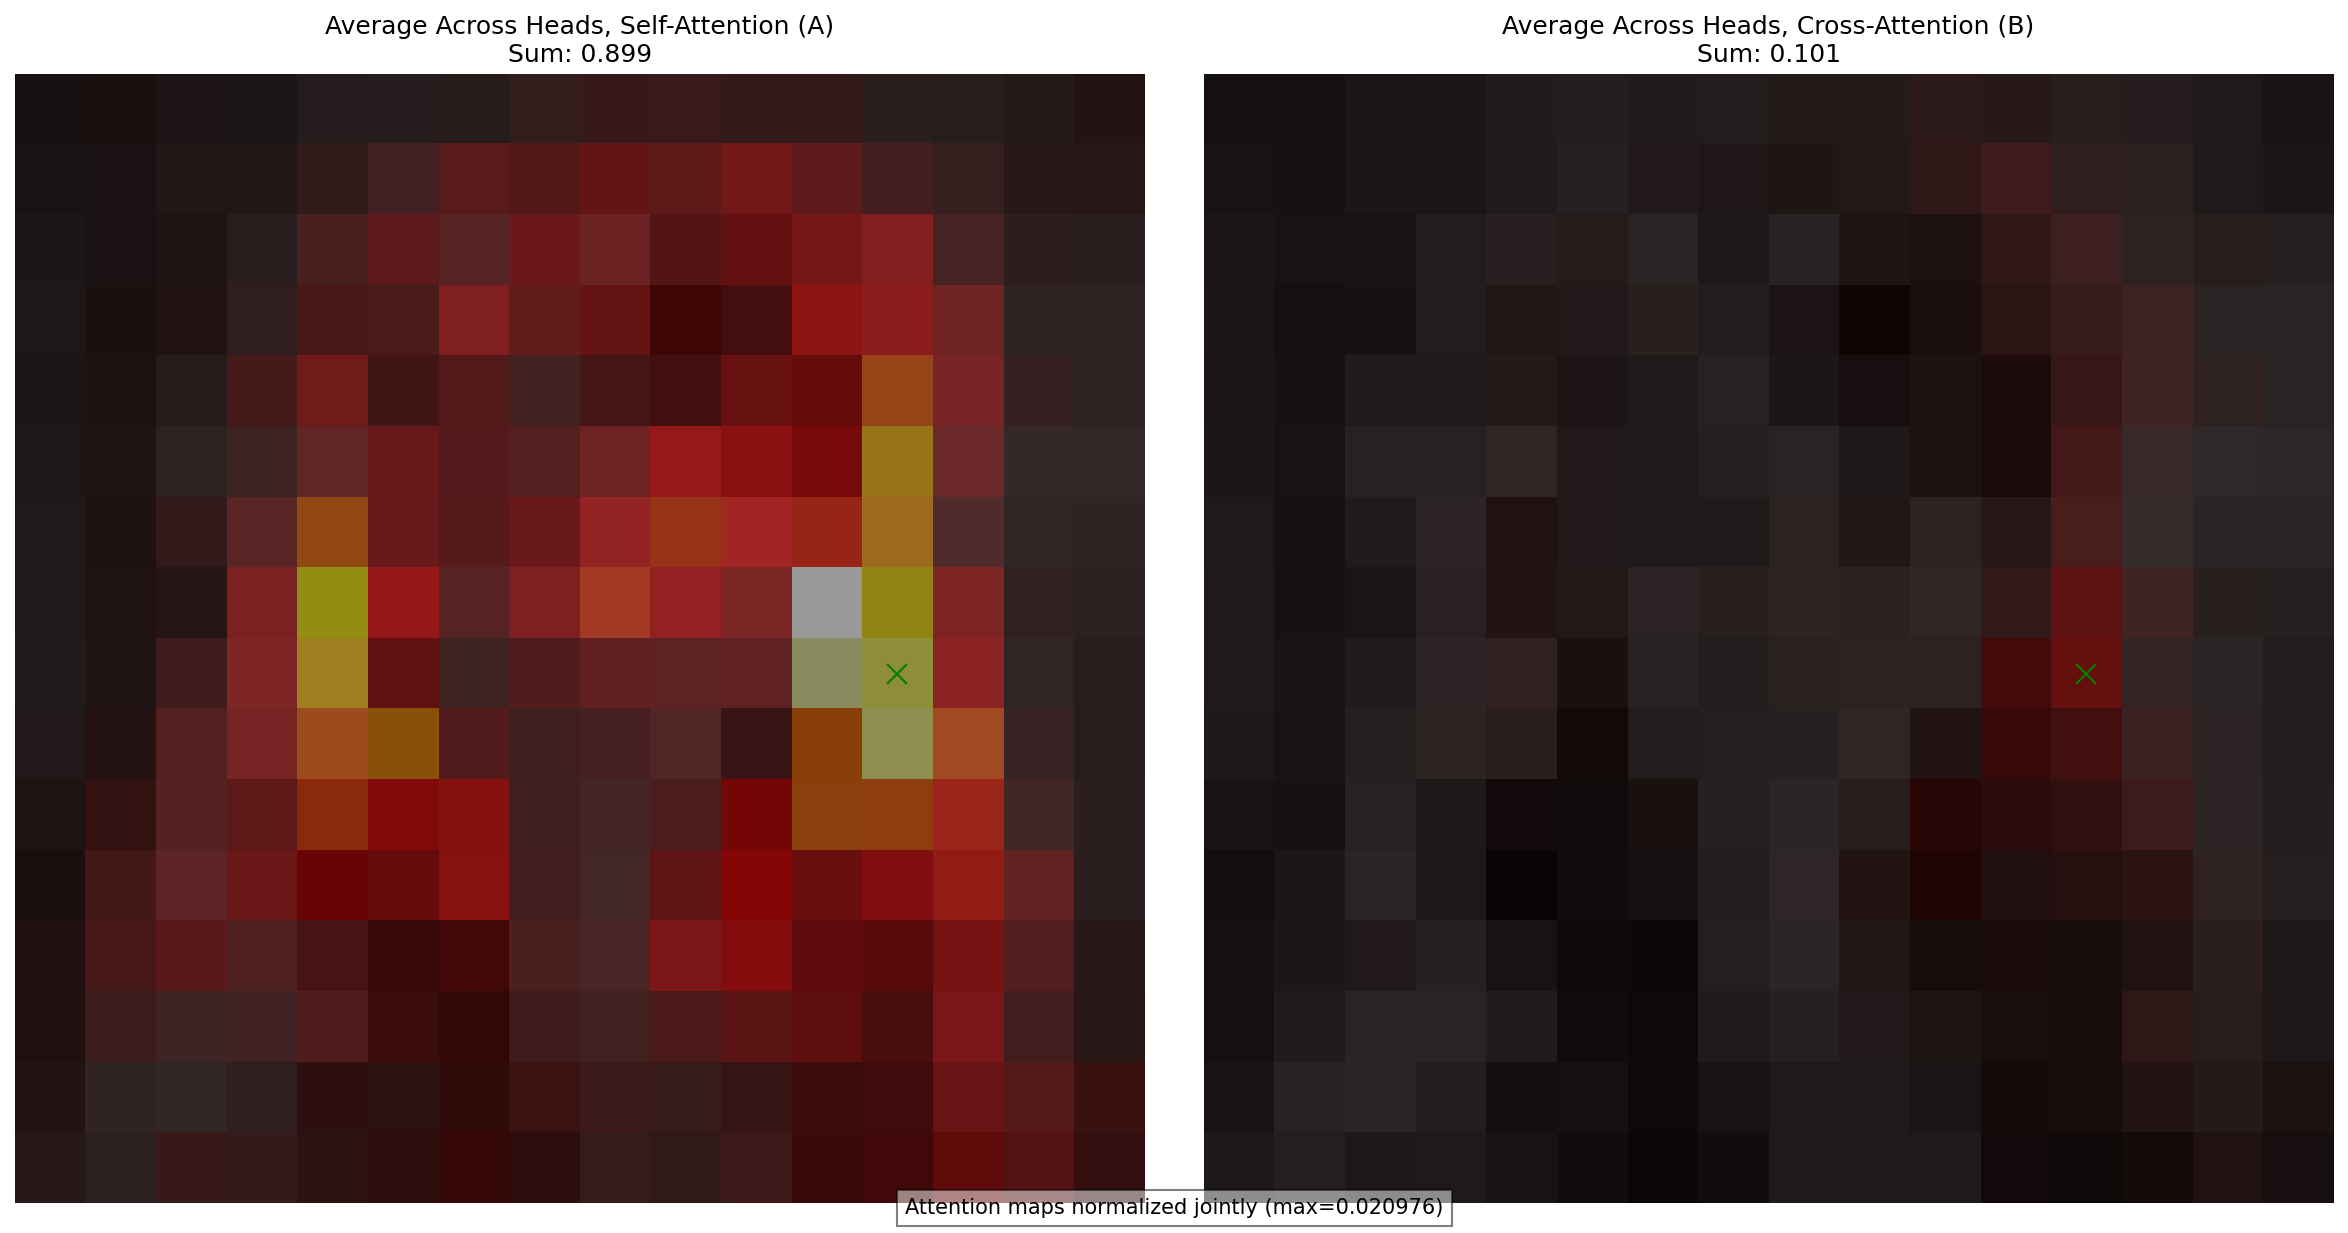 Average Across Heads, Self-Attention (A)
Sum: 0.899
Average Across Heads, Cross-Attention (B)
Sum: 0.101
Attention maps normalized jointly (max=0.020976)